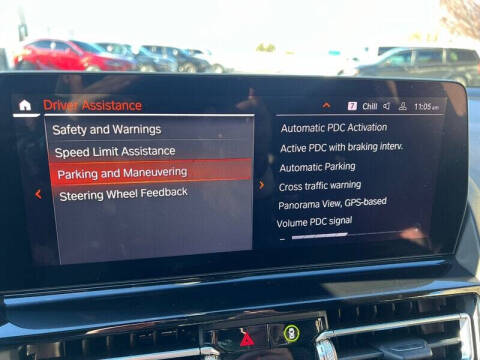 Driver Assistance
7 Chill 11:05 am
Safety and Warnings
Speed Limit Assistance
Parking and Maneuvering
Steering Wheel Feedback
Automatic PDC Activation
Active PDC with braking interv.
Automatic Parking
Cross traffic warning
Panorama View, GPS-based
Volume PDC signal